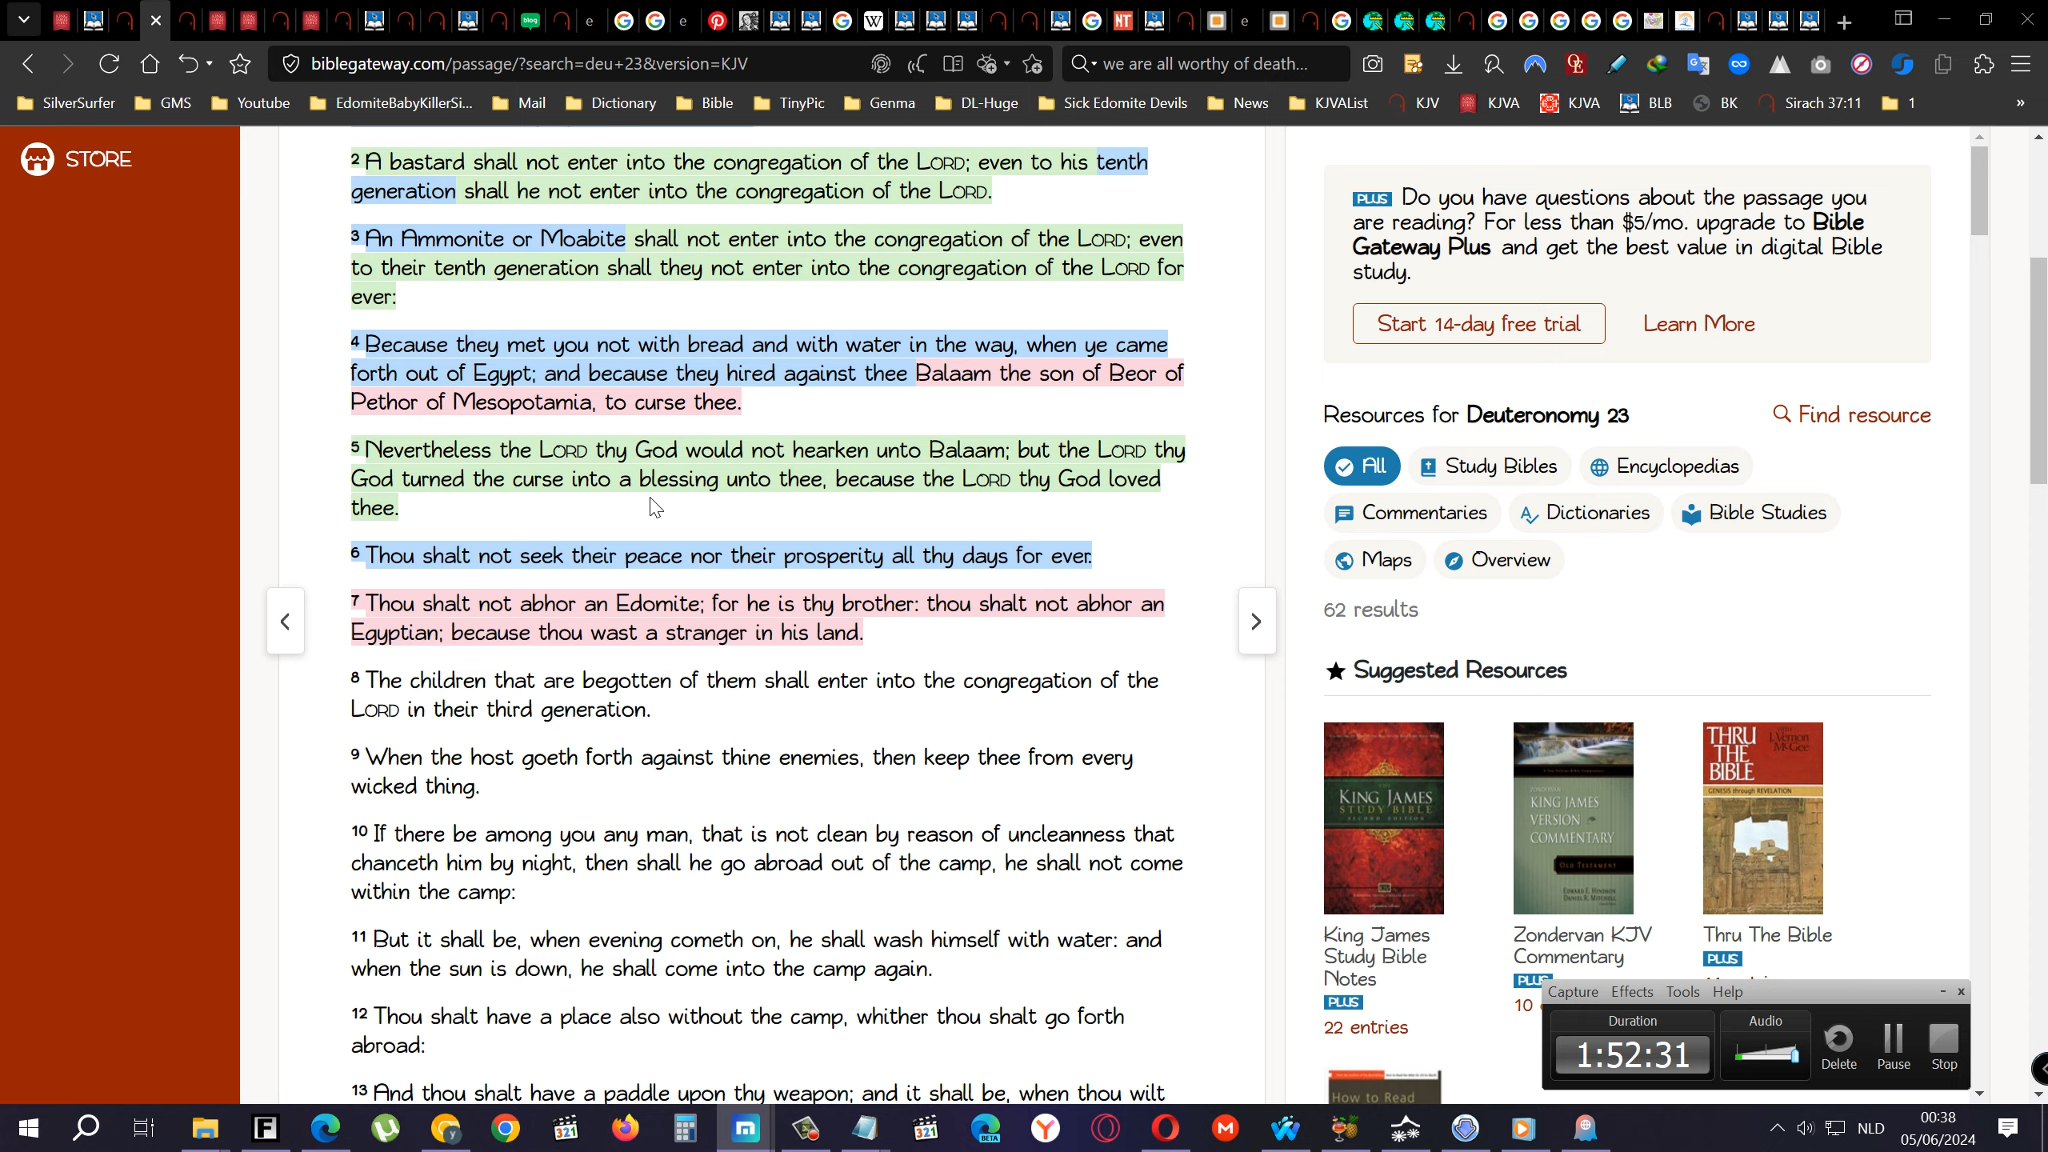 biblegateway.com/passage/?search=deu+23&version=KJV
we are all worthy of death...
SilverSurfer
GMS
Youtube
EdomiteBabyKillerSi...
Mail
Dictionary
Bible
TinyPic
Genma
DL-Huge
Sick Edomite Devils
News
KJVAList
KJV
KJVA
KJVA
BLB
BK
Sirach 37:11
1
»
STORE
2 A bastard shall not enter into the congregation of the LORD; even to his tenth
generation shall he not enter into the congregation of the LORD.
3 An Ammonite or Moabite shall not enter into the congregation of the LORD; even
to their tenth generation shall they not enter into the congregation of the LORD for
ever:
4 Because they met you not with bread and with water in the way, when ye came
forth out of Egypt; and because they hired against thee Balaam the son of Beor of
Pethor of Mesopotamia, to curse thee.
5 Nevertheless the LORD thy God would not hearken unto Balaam; but the LORD thy
God turned the curse into a blessing unto thee, because the LORD thy God loved
thee.
6 Thou shalt not seek their peace nor their prosperity all thy days for ever.
7 Thou shalt not abhor an Edomite; for he is thy brother: thou shalt not abhor an
Egyptian; because thou wast a stranger in his land.
8 The children that are begotten of them shall enter into the congregation of the
LORD in their third generation.
9 When the host goeth forth against thine enemies, then keep thee from every
wicked thing.
10 If there be among you any man, that is not clean by reason of uncleanness that
chanceth him by night, then shall he go abroad out of the camp, he shall not come
within the camp:
11 But it shall be, when evening cometh on, he shall wash himself with water: and
when the sun is down, he shall come into the camp again.
12 Thou shalt have a place also without the camp, whither thou shalt go forth
abroad:
13 And thou shalt have a paddle upon thy weapon; and it shall be, when thou wilt
PLUS Do you have questions about the passage you
are reading? For less than $5/mo. upgrade to Bible
Gateway Plus and get the best value in digital Bible
study.
Start 14-day free trial
Learn More
Resources for Deuteronomy 23
Find resource
All
Study Bibles
Encyclopedias
Commentaries
Dictionaries
Bible Studies
Maps
Overview
62 results
Suggested Resources
KING JAMES
STUDY BIBLE
SECOND EDITION
KING JAMES
VERSION
COMMENTARY
OLD TESTAMENT
THRU
THE
BIBLE
J. Vernon
McGee
GENESIS through REVELATION
King James
Study Bible
Notes
PLUS
22 entries
Zondervan KJV
Commentary
PLUS
10
Thru The Bible
PLUS
How to Read
Capture
Effects
Tools
Help
Duration
1:52:31
Audio
Delete
Pause
Stop
NLD
00:38
05/06/2024